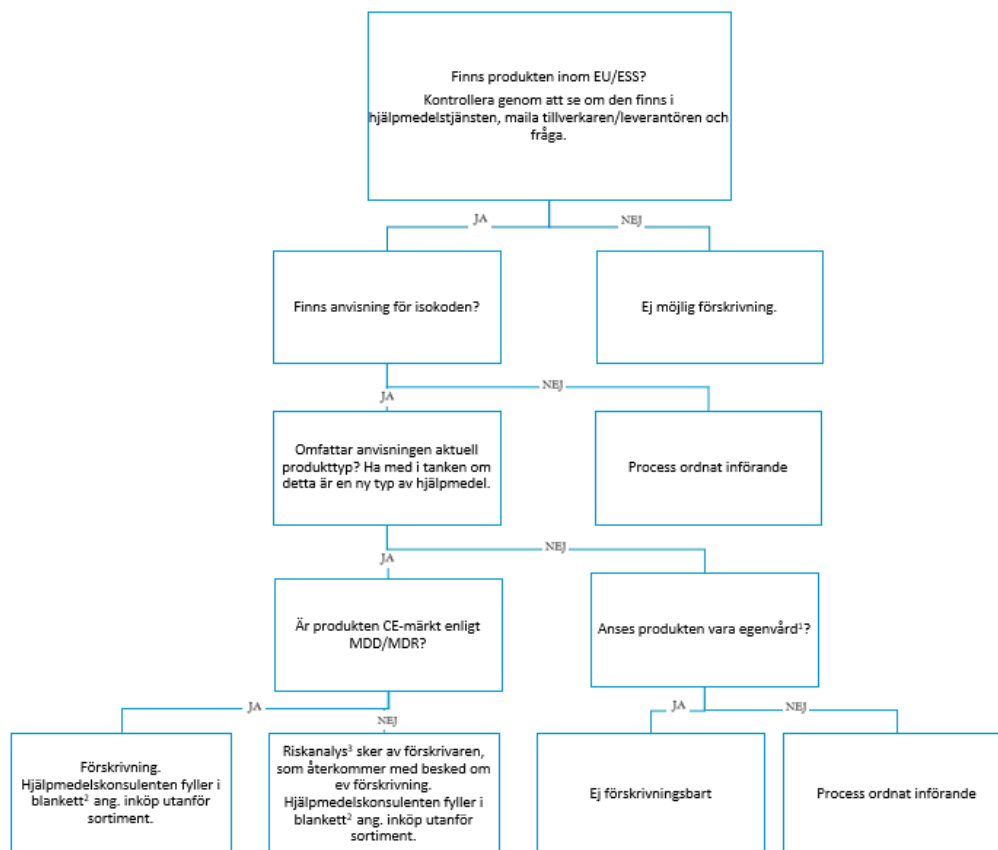 Finns produkten inom EU/ESS?
Kontrollera genom att se om den finns i
hjälpmedelstjänsten, maila tillverkaren/leverantören och
fråga.
JA
NEJ
Finns anvisning för isokoden?
Ej möjlig förskrivning.
JA
NEJ
Omfattar anvisningen aktuell
produkttyp? Ha med i tanken om
detta är en ny typ av hjälpmedel.
Process ordnat införande
JA
NEJ
Är produkten CE-märkt enligt
MDD/MDR?
Anses produkten vara egenvård¹?
JA
NEJ
JA
NEJ
Förskrivning.
Hjälpmedelskonsulenten fyller i
blankett² ang. inköp utanför
sortiment.
Riskanalys³ sker av förskrivaren,
som återkommer med besked om
ev förskrivning.
Hjälpmedelskonsulenten fyller i
blankett² ang. inköp utanför
sortiment.
Ej förskrivningsbart
Process ordnat införande